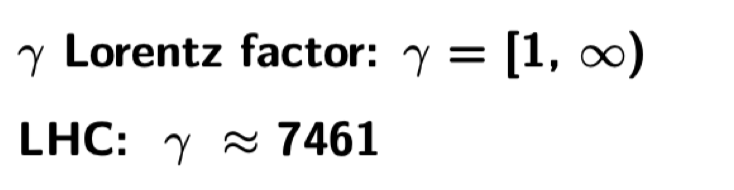 γ Lorentz factor: γ = [1, ∞)
LHC: γ ≈ 7461